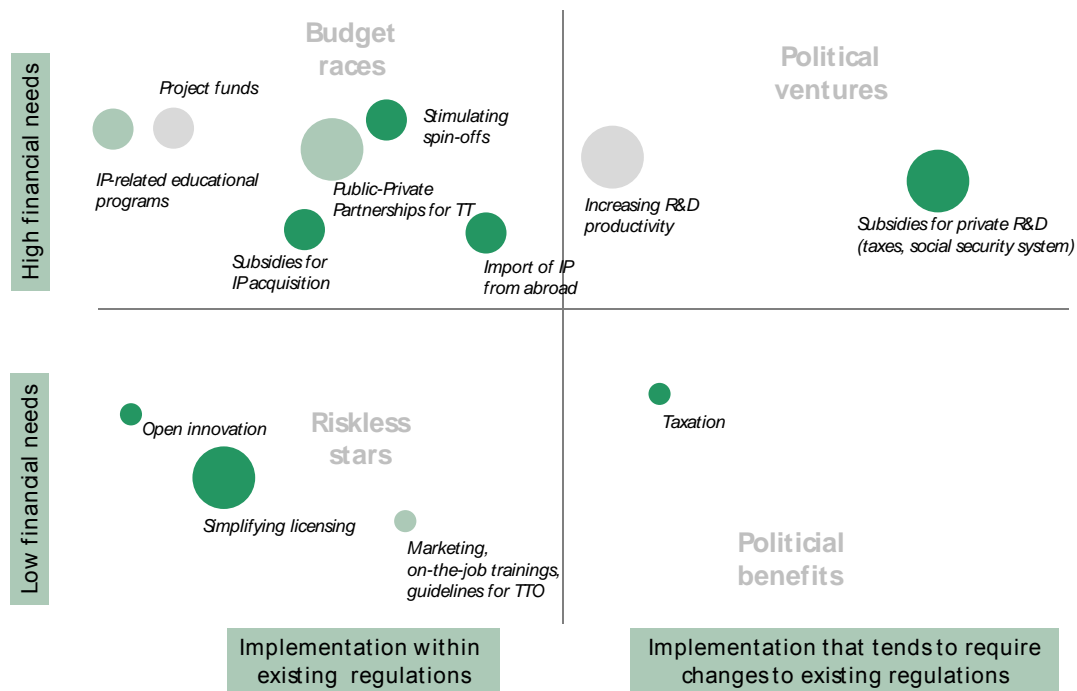 Budget
races
Political
ventures
High financial needs
Project funds
Stimulating
spin-offs
IP-related educational
programs
Public-Private
Partnerships for TT
Increasing R&D
productivity
Subsidies for private R&D
(taxes, social security system)
Subsidies for
IP acquisition
Import of IP
from abroad
Low financial needs
Open innovation
Riskless
stars
Taxation
Simplifying licensing
Marketing,
on-the-job trainings,
guidelines for TTO
Politicial
benefits
Implementation within
existing regulations
Implementation that tends to require
changes to existing regulations